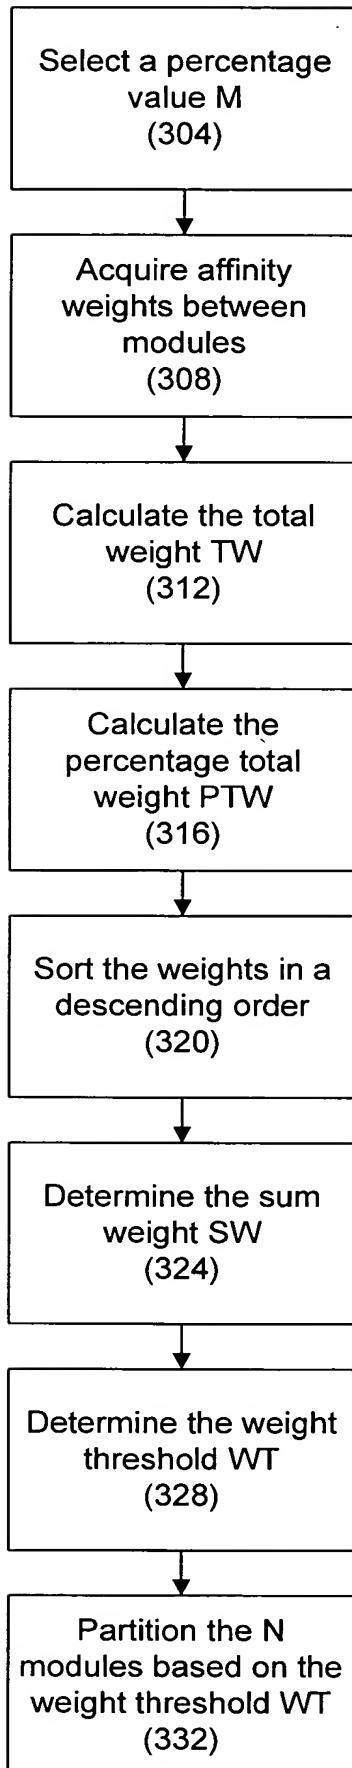 Select a percentage
value M
(304)
Acquire affinity
weights between
modules
(308)
Calculate the total
weight TW
(312)
Calculate the
percentage total
weight PTW
(316)
Sort the weights in a
descending order
(320)
Determine the sum
weight SW
(324)
Determine the weight
threshold WT
(328)
Partition the N
modules based on the
weight threshold WT
(332)